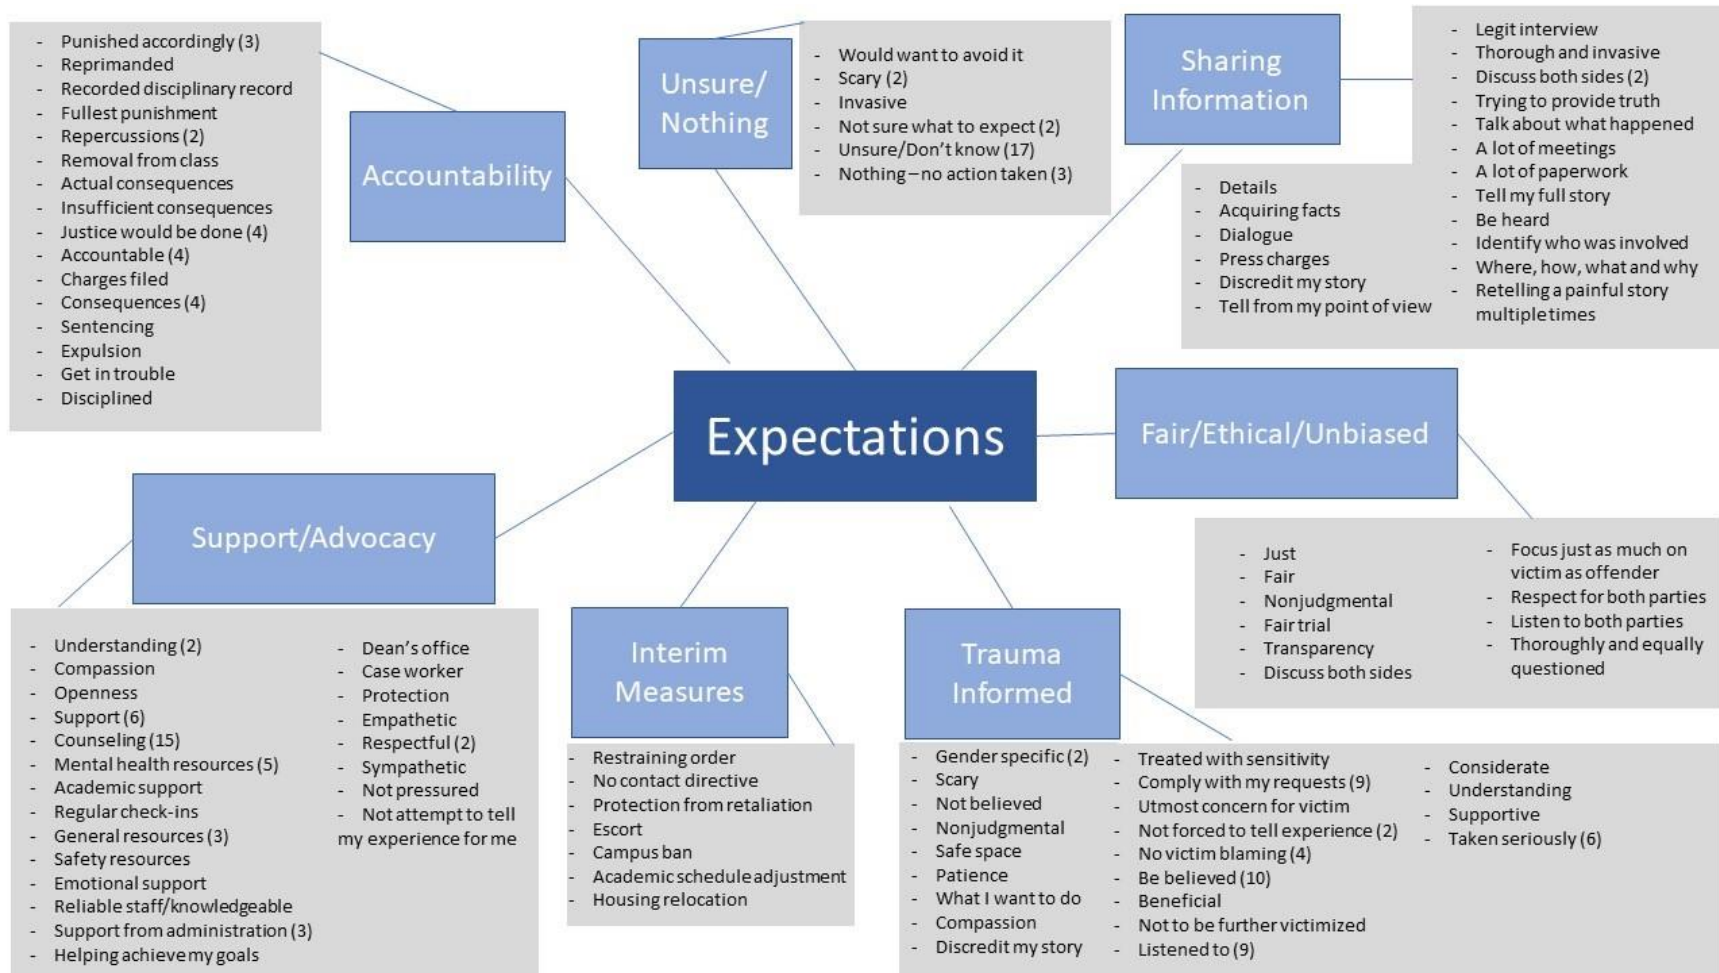 - Punished accordingly (3)
- Reprimanded
- Recorded disciplinary record
- Fullest punishment
- Repercussions (2)
- Removal from class
- Actual consequences
- Insufficient consequences
- Justice would be done (4)
- Accountable (4)
- Charges filed
- Consequences (4)
- Sentencing
- Expulsion
- Get in trouble
- Disciplined
Accountability
Unsure/
Nothing
- Would want to avoid it
- Scary (2)
- Invasive
- Not sure what to expect (2)
- Unsure/Don't know (17)
- Nothing – no action taken (3)
Sharing
Information
- Legit interview
- Thorough and invasive
- Discuss both sides (2)
- Trying to provide truth
- Talk about what happened
- A lot of meetings
- A lot of paperwork
- Tell my full story
- Be heard
- Identify who was involved
- Where, how, what and why
- Retelling a painful story
multiple times
- Details
- Acquiring facts
- Dialogue
- Press charges
- Discredit my story
- Tell from my point of view
Expectations
Fair/Ethical/Unbiased
- Just
- Fair
- Nonjudgmental
- Fair trial
- Transparency
- Discuss both sides
- Focus just as much on
victim as offender
- Respect for both parties
- Listen to both parties
- Thoroughly and equally
questioned
Support/Advocacy
- Understanding (2)
- Compassion
- Openness
- Support (6)
- Counseling (15)
- Mental health resources (5)
- Academic support
- Regular check-ins
- General resources (3)
- Safety resources
- Emotional support
- Reliable staff/knowledgeable
- Support from administration (3)
- Helping achieve my goals
- Dean's office
- Case worker
- Protection
- Empathetic
- Respectful (2)
- Sympathetic
- Not pressured
- Not attempt to tell
my experience for me
Interim
Measures
- Restraining order
- No contact directive
- Protection from retaliation
- Escort
- Campus ban
- Academic schedule adjustment
- Housing relocation
Trauma
Informed
- Gender specific (2)
- Scary
- Not believed
- Nonjudgmental
- Safe space
- Patience
- What I want to do
- Compassion
- Discredit my story
- Treated with sensitivity
- Comply with my requests (9)
- Utmost concern for victim
- Not forced to tell experience (2)
- No victim blaming (4)
- Be believed (10)
- Beneficial
- Not to be further victimized
- Listened to (9)
- Considerate
- Understanding
- Supportive
- Taken seriously (6)